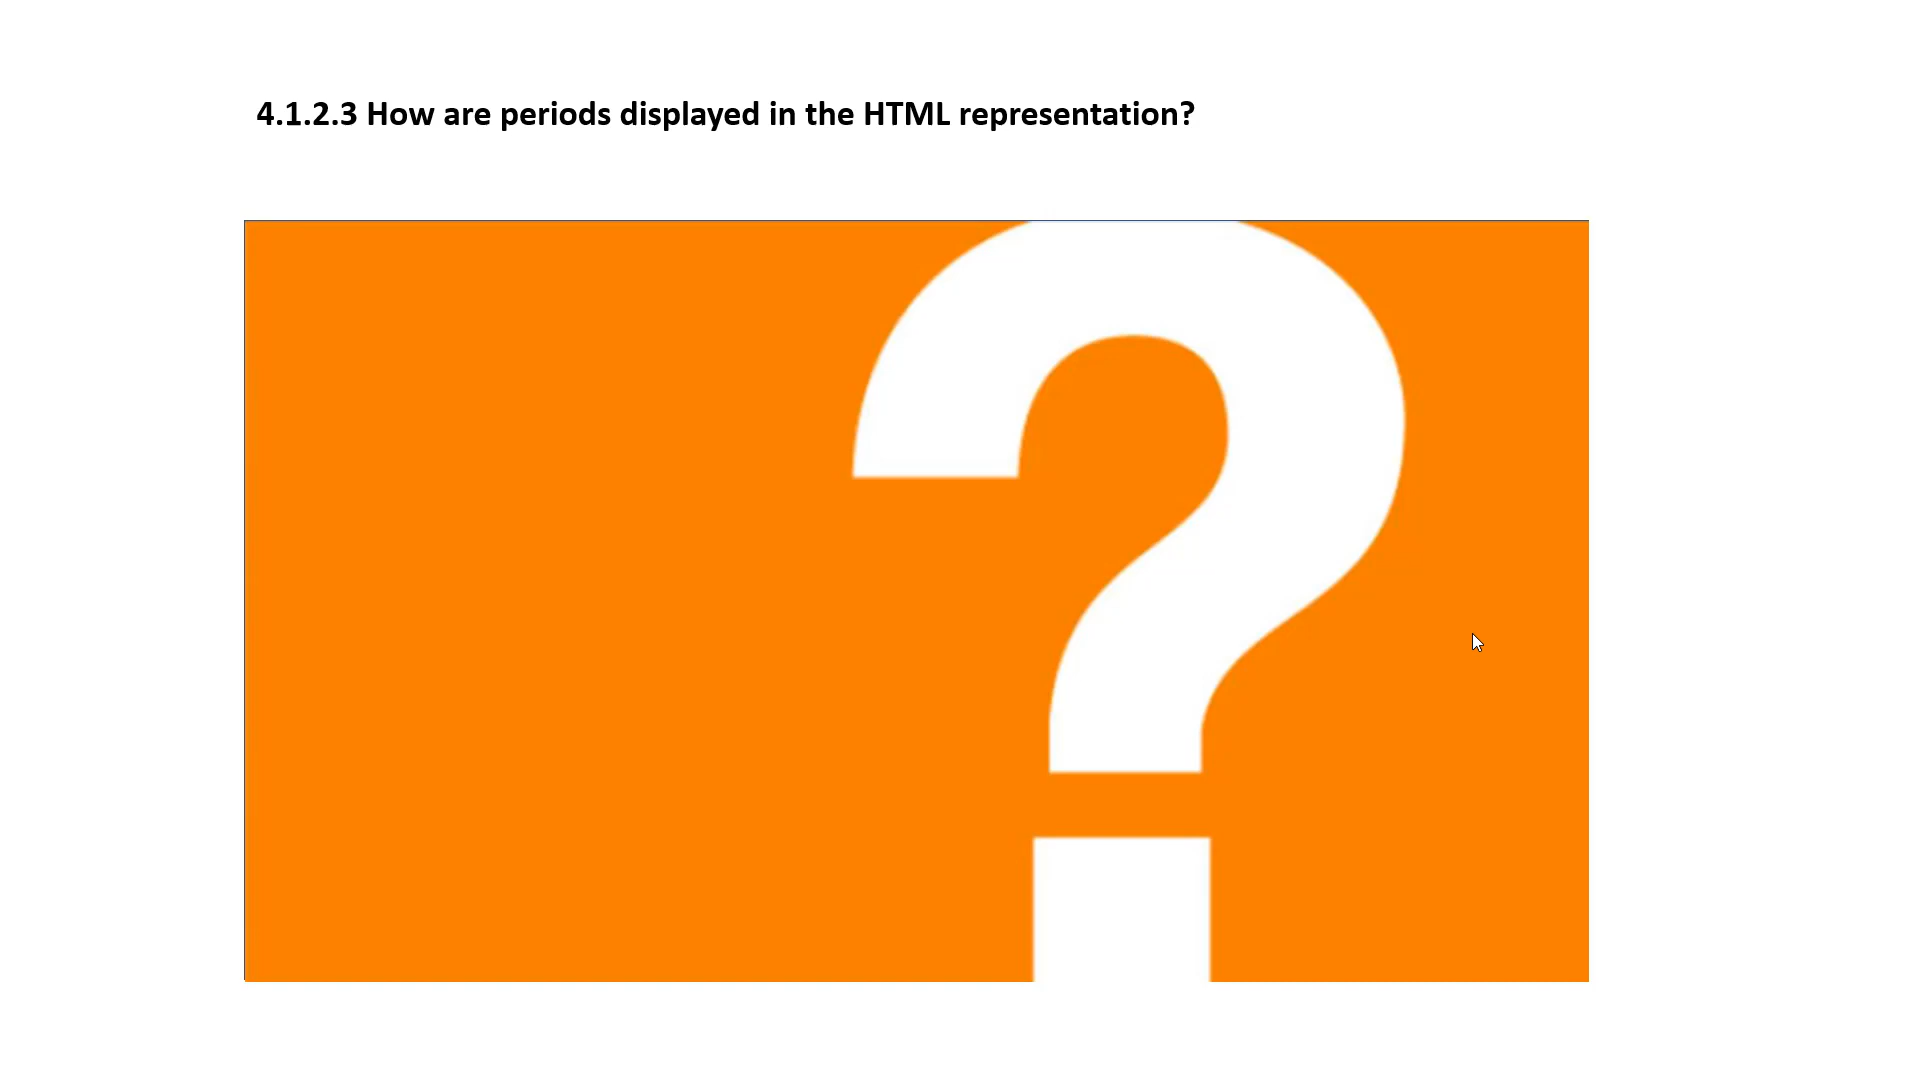 4.1.2.3 How are periods displayed in the HTML representation?
?